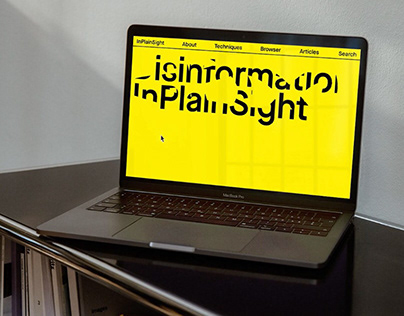 InPlainSight About Techniques Browser Articles Search
Disinformation
InPlainSight
MacBook Pro